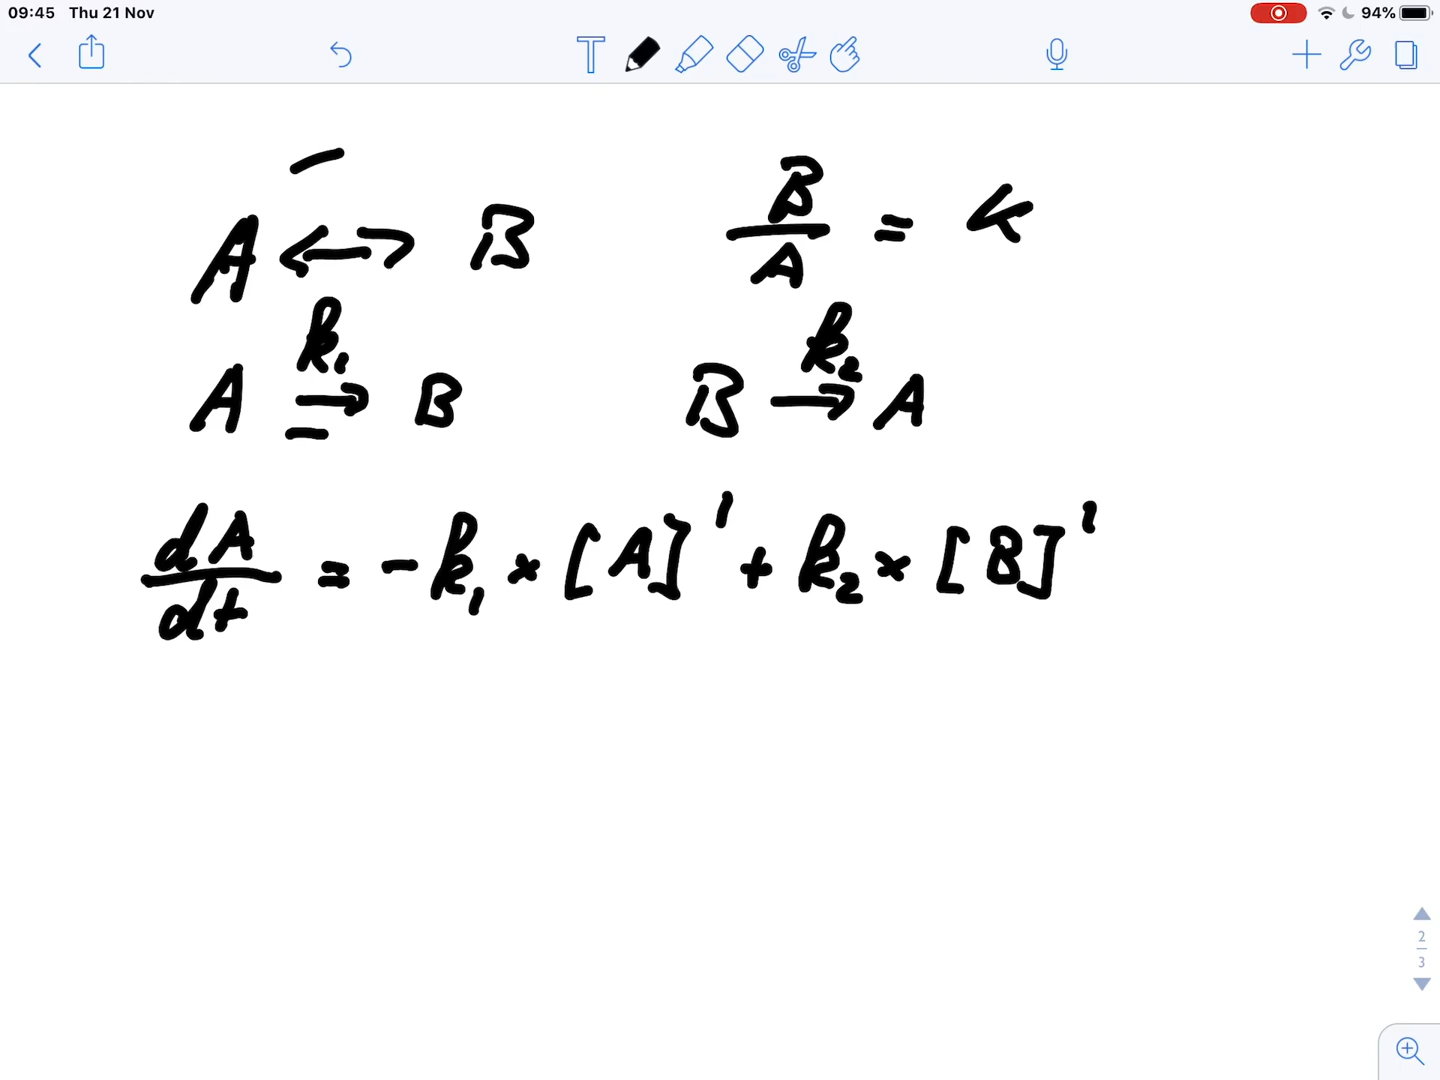 09:45 Thu 21 Nov 94%
T
A ↔ B B/A = K
A →k₁ B B →k₂ A
dA/dt = -k₁ × [A]¹ + k₂ × [B]¹
2
3